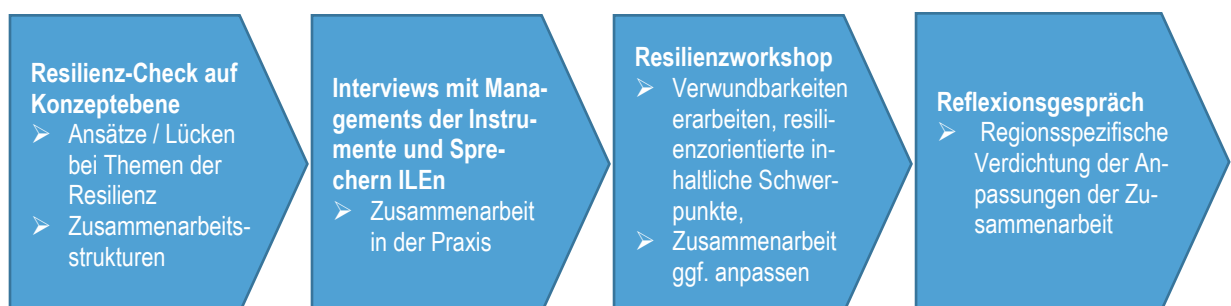 Resilienz-Check auf
Konzeptebene
➢ Ansätze / Lücken
bei Themen der
Resilienz
➢ Zusammenarbeits-
strukturen
Interviews mit Mana-
gements der Instru-
mente und Spre-
chern ILEn
➢ Zusammenarbeit
in der Praxis
Resilienzworkshop
➢ Verwundbarkeiten
erarbeiten, resili-
enzorientierte in-
haltliche Schwer-
punkte,
➢ Zusammenarbeit
ggf. anpassen
Reflexionsgespräch
➢ Regionsspezifische
Verdichtung der An-
passungen der Zu-
sammenarbeit